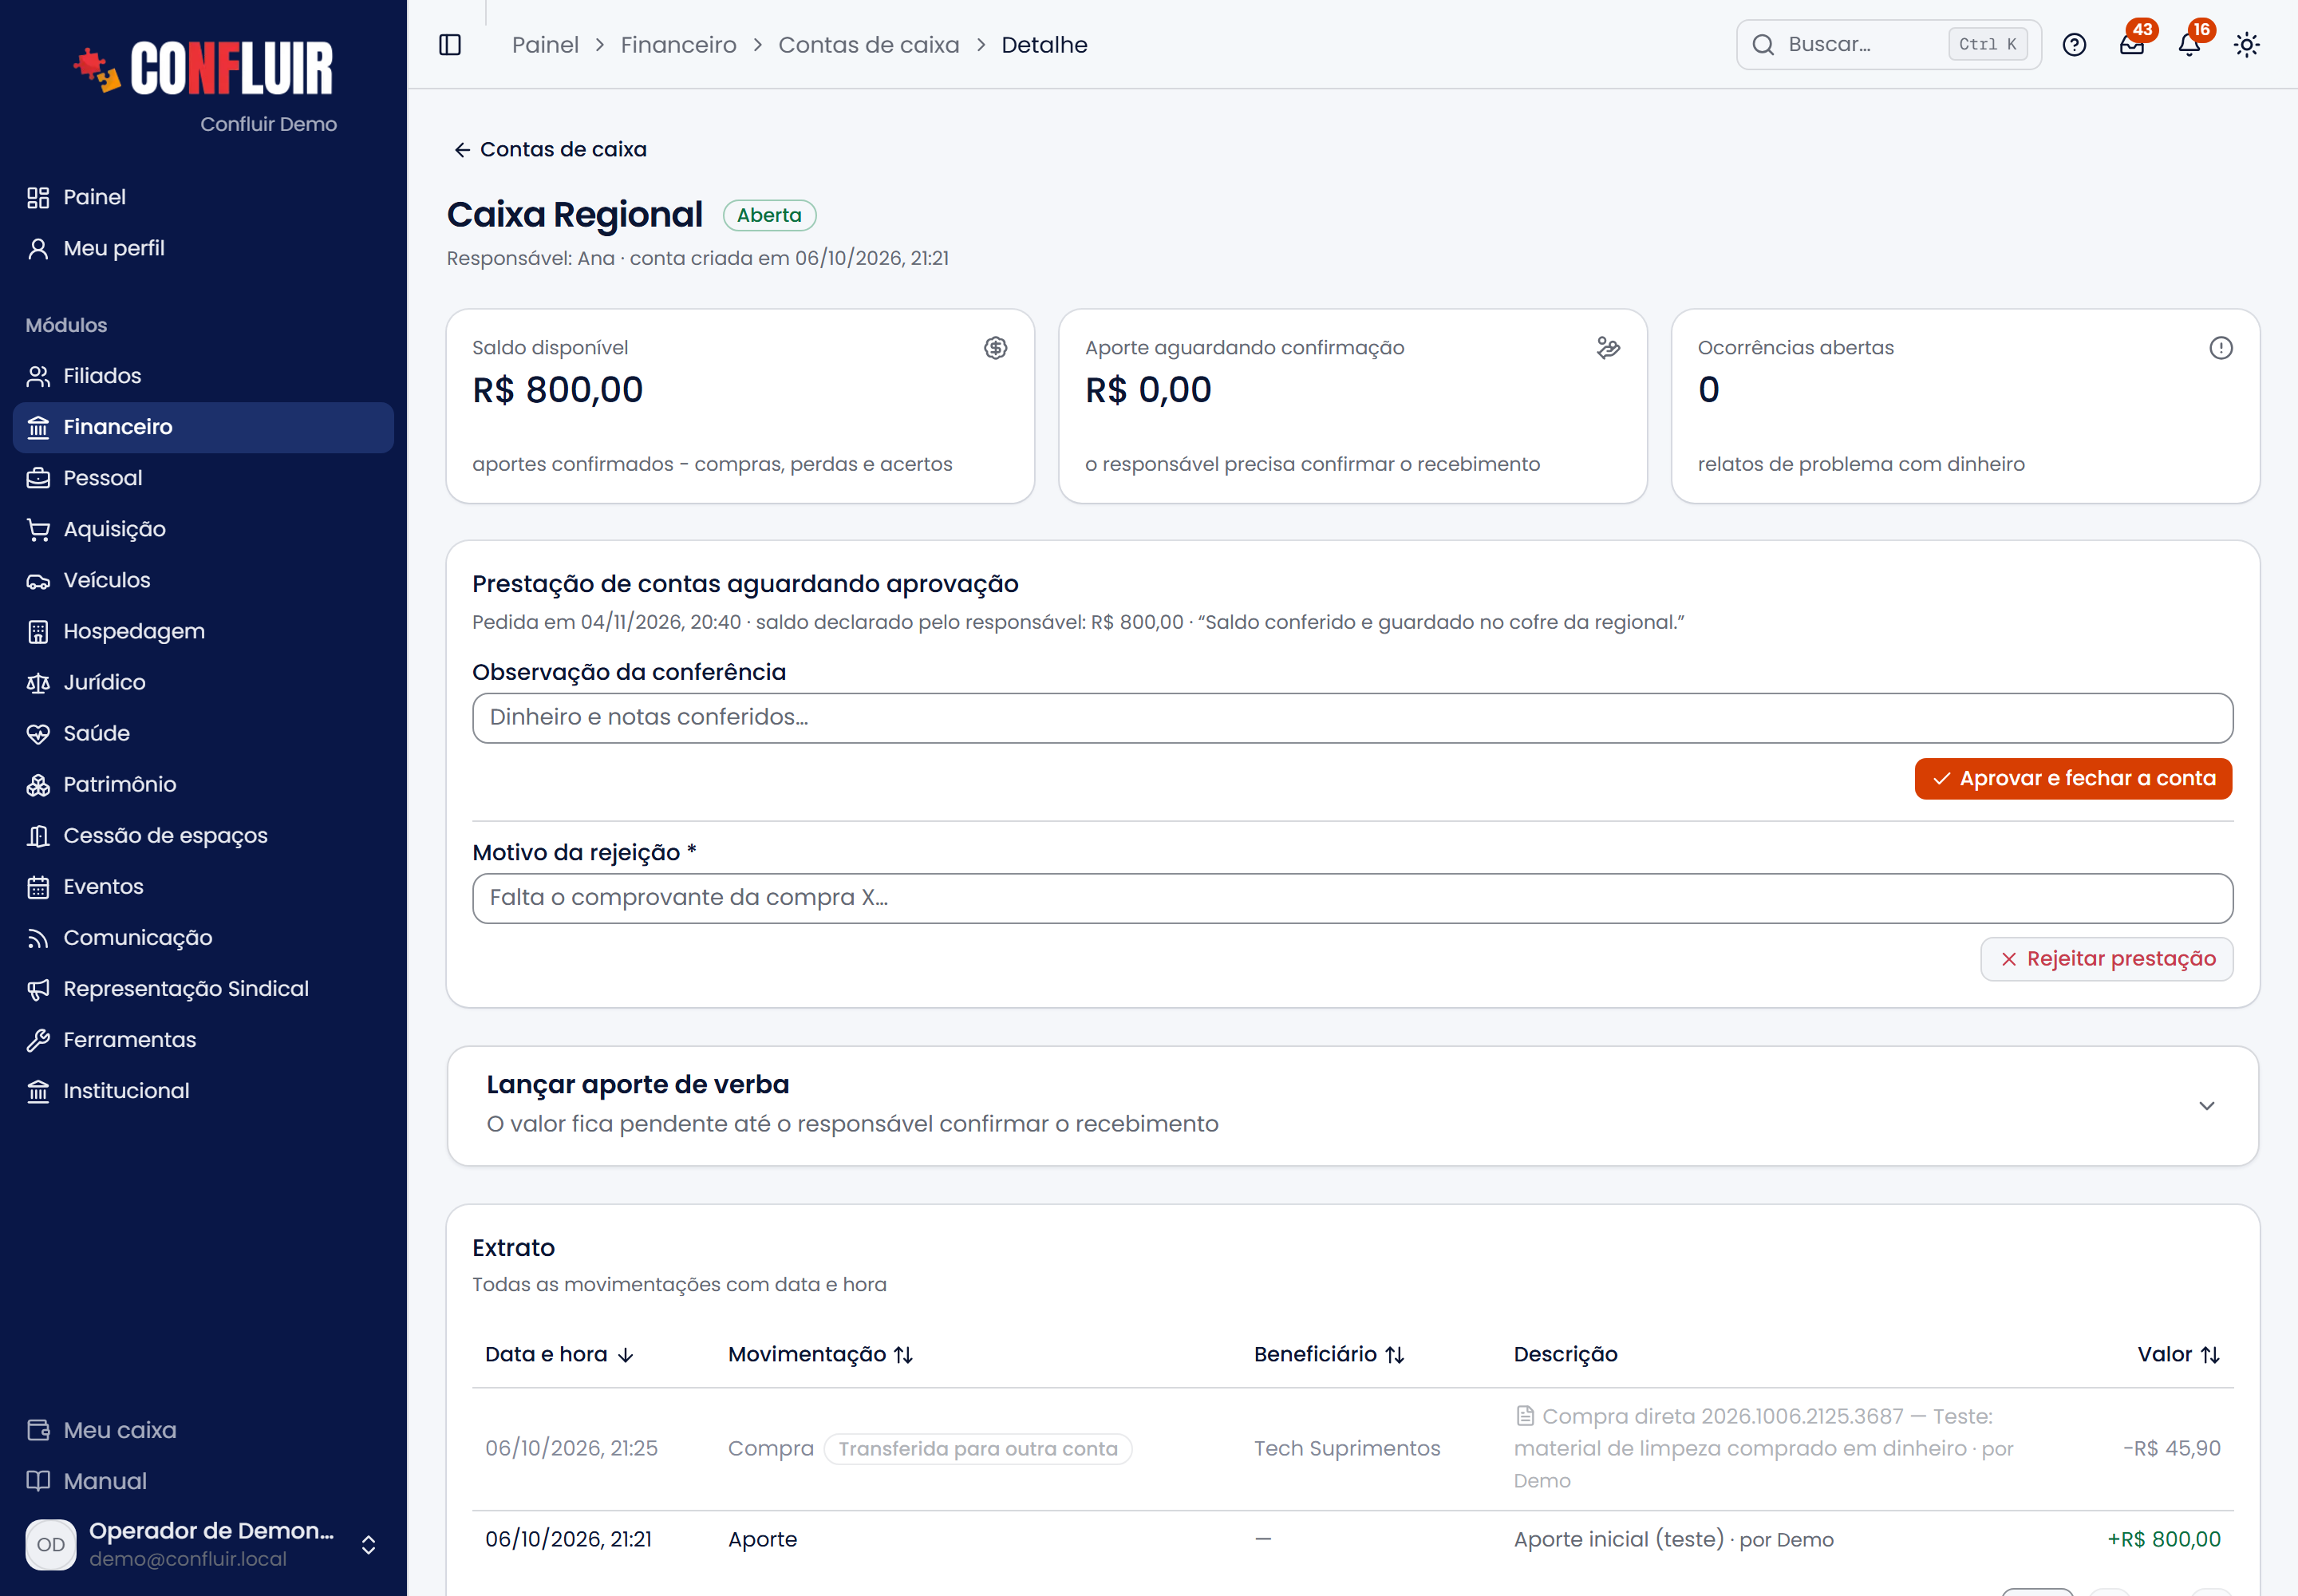 CONFLUIR
Confluir Demo
Painel
Meu perfil
Módulos
Filiados
Financeiro
Pessoal
Aquisição
Veículos
Hospedagem
Jurídico
Saúde
Patrimônio
Cessão de espaços
Eventos
Comunicação
Representação Sindical
Ferramentas
Institucional
Meu caixa
Manual
OD
Operador de Demon...
demo@confluir.local
Painel > Financeiro > Contas de caixa > Detalhe
Buscar... Ctrl K
43
16
← Contas de caixa
Caixa Regional Aberta
Responsável: Ana · conta criada em 06/10/2026, 21:21
Saldo disponível
R$ 800,00
aportes confirmados - compras, perdas e acertos
Aporte aguardando confirmação
R$ 0,00
o responsável precisa confirmar o recebimento
Ocorrências abertas
0
relatos de problema com dinheiro
Prestação de contas aguardando aprovação
Pedida em 04/11/2026, 20:40 · saldo declarado pelo responsável: R$ 800,00 · “Saldo conferido e guardado no cofre da regional.”
Observação da conferência
Dinheiro e notas conferidos...
Aprovar e fechar a conta
Motivo da rejeição *
Falta o comprovante da compra X...
Rejeitar prestação
Lançar aporte de verba
O valor fica pendente até o responsável confirmar o recebimento
Extrato
Todas as movimentações com data e hora
Data e hora Movimentação Beneficiário Descrição Valor
06/10/2026, 21:25 Compra Transferida para outra conta Tech Suprimentos Compra direta 2026.1006.2125.3687 — Teste: −R$ 45,90
material de limpeza comprado em dinheiro · por
Demo
06/10/2026, 21:21 Aporte — Aporte inicial (teste) · por Demo +R$ 800,00